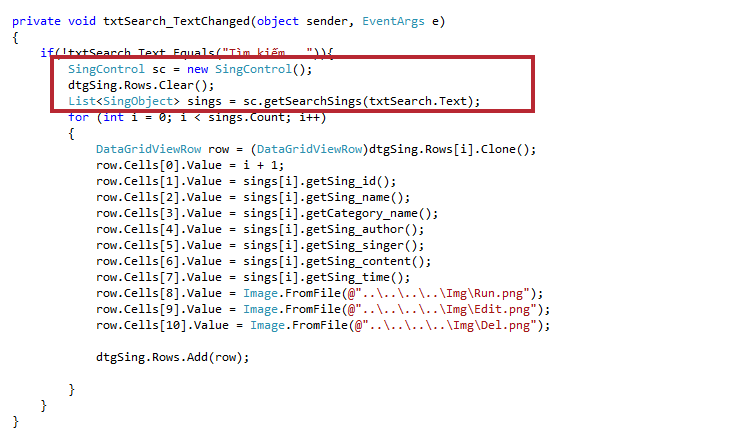 private void txtSearch_TextChanged(object sender, EventArgs e)
{
if(!txtSearch.Text.Equals("Tìm kiếm...")){
SingControl sc = new SingControl();
dtgSing.Rows.Clear();
List<SingObject> sings = sc.getSearchSings(txtSearch.Text);
for (int i = 0; i < sings.Count; i++)
{
DataGridViewRow row = (DataGridViewRow)dtgSing.Rows[i].Clone();
row.Cells[0].Value = i + 1;
row.Cells[1].Value = sings[i].getSing_id();
row.Cells[2].Value = sings[i].getSing_name();
row.Cells[3].Value = sings[i].getCategory_name();
row.Cells[4].Value = sings[i].getSing_author();
row.Cells[5].Value = sings[i].getSing_singer();
row.Cells[6].Value = sings[i].getSing_content();
row.Cells[7].Value = sings[i].getSing_time();
row.Cells[8].Value = Image.FromFile(@"..\..\..\..\Img\Run.png");
row.Cells[9].Value = Image.FromFile(@"..\..\..\..\Img\Edit.png");
row.Cells[10].Value = Image.FromFile(@"..\..\..\..\Img\Del.png");
dtgSing.Rows.Add(row);
}
}
}